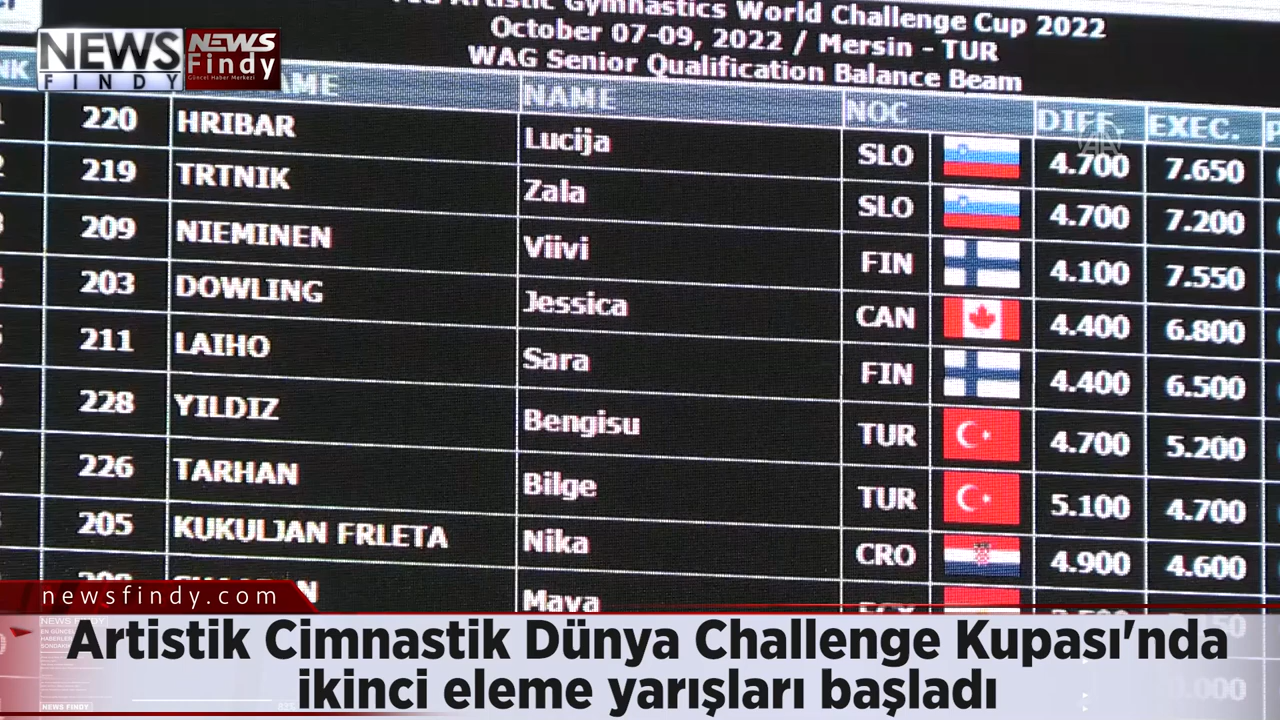 Artistic Gymnastics World Challenge Cup 2022
October 07-09, 2022 / Mersin - TUR
WAG Senior Qualification Balance Beam
NEWS FINDY
NEWS Findy
Güncel Haber Merkezi
NAME NOC DIFF. EXEC.
220 HRIBAR Lucija SLO 4.700 7.650
219 TRTNIK Zala SLO 4.700 7.200
209 NIEMINEN Viivi FIN 4.100 7.550
203 DOWLING Jessica CAN 4.400 6.800
211 LAIHO Sara FIN 4.400 6.500
228 YILDIZ Bengisu TUR 4.700 5.200
226 TARHAN Bilge TUR 5.100 4.700
205 KUKULJAN FRLETA Nika CRO 4.900 4.600
newsfindy.com
Artistik Cimnastik Dünya Challenge Kupası'nda
ikinci eleme yarışları başladı
NEWS FINDY